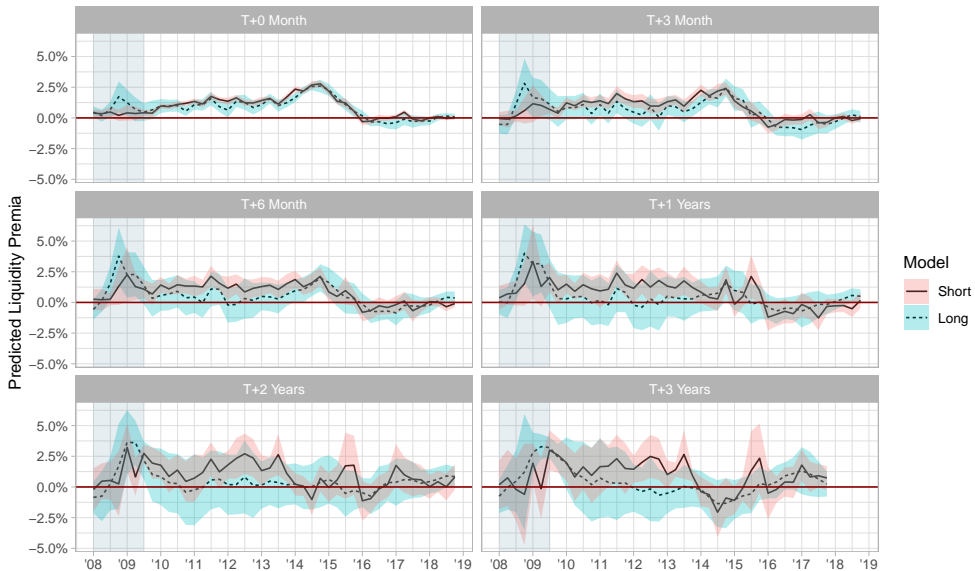 T+0 Month
T+3 Month
5.0%
2.5%
0.0%
−2.5%
−5.0%
T+6 Month
T+1 Years
5.0%
2.5%
0.0%
−2.5%
−5.0%
T+2 Years
T+3 Years
5.0%
2.5%
0.0%
−2.5%
−5.0%
'08 '09 '10 '11 '12 '13 '14 '15 '16 '17 '18 '19
'08 '09 '10 '11 '12 '13 '14 '15 '16 '17 '18 '19
Predicted Liquidity Premia
Model
Short
Long